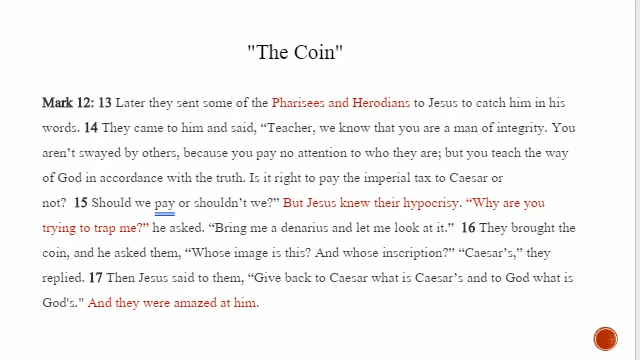 "The Coin"
Mark 12: 13 Later they sent some of the Pharisees and Herodians to Jesus to catch him in his
words. 14 They came to him and said, “Teacher, we know that you are a man of integrity. You
aren’t swayed by others, because you pay no attention to who they are; but you teach the way
of God in accordance with the truth. Is it right to pay the imperial tax to Caesar or
not? 15 Should we pay or shouldn’t we?” But Jesus knew their hypocrisy. “Why are you
trying to trap me?” he asked. “Bring me a denarius and let me look at it.” 16 They brought the
coin, and he asked them, “Whose image is this? And whose inscription?” “Caesar’s,” they
replied. 17 Then Jesus said to them, “Give back to Caesar what is Caesar’s and to God what is
God's." And they were amazed at him.